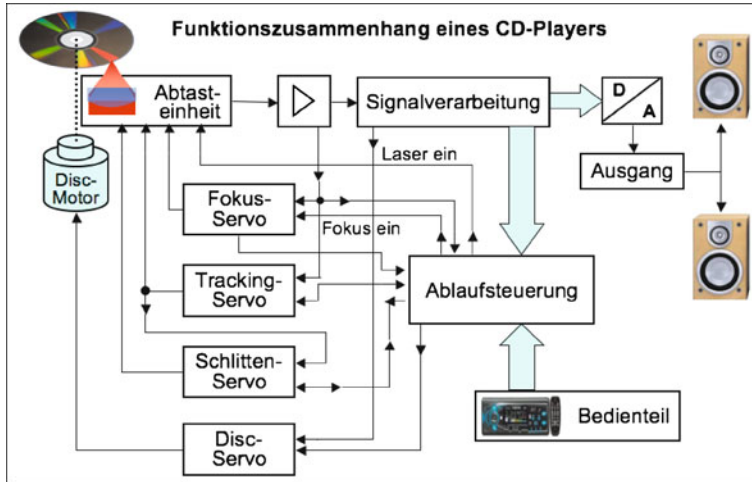 Funktionszusammenhang eines CD-Players
Abtast-
einheit
Signalverarbeitung
D
A
Laser ein
Ausgang
Disc-
Motor
Fokus-
Servo
Fokus ein
Tracking-
Servo
Ablaufsteuerung
Schlitten-
Servo
Bedienteil
Disc-
Servo